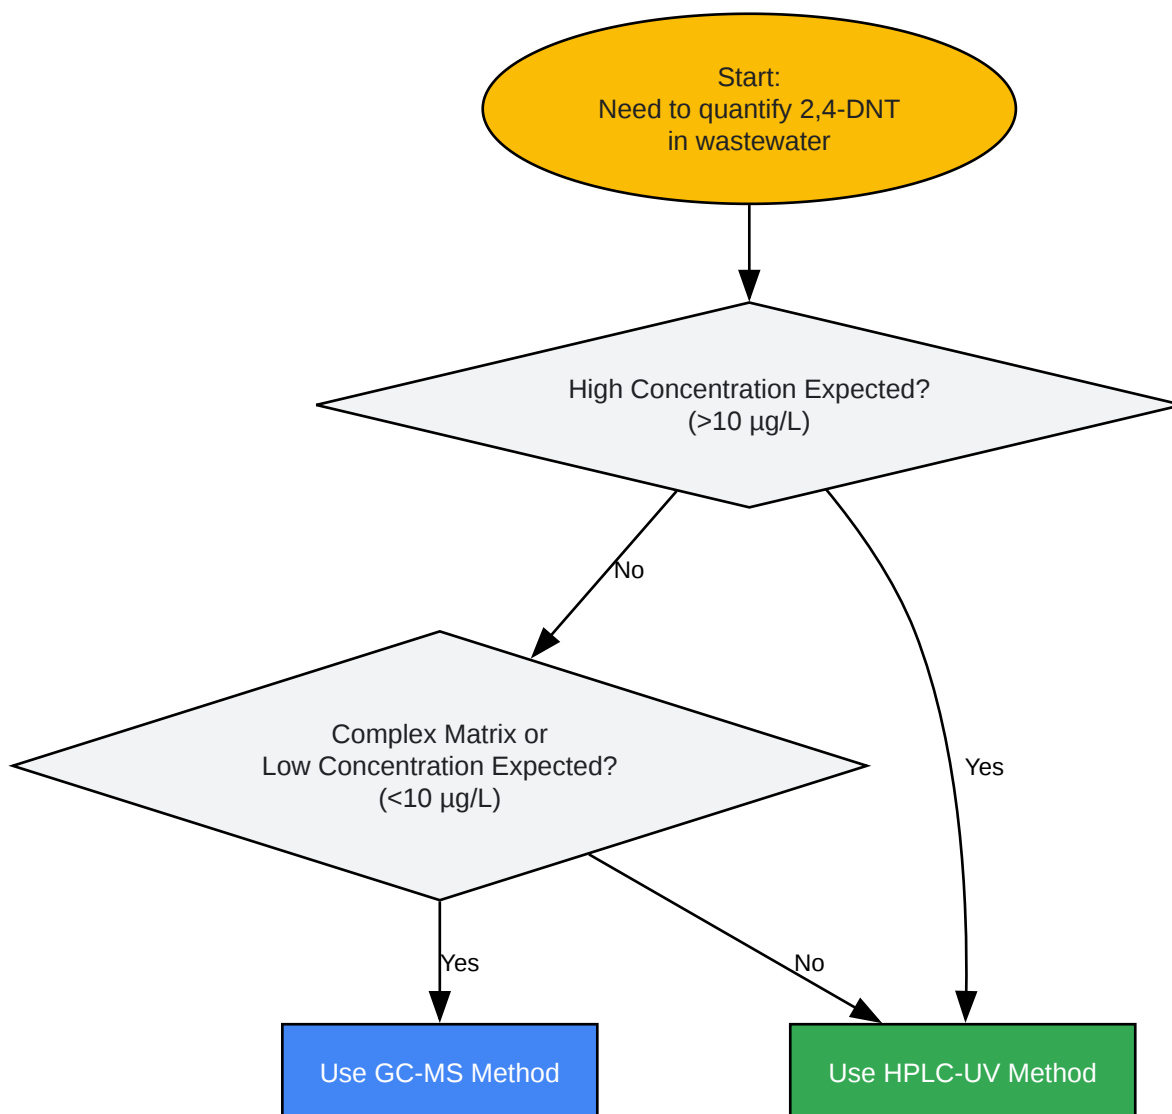 Start:
Need to quantify 2,4-DNT
in wastewater
High Concentration Expected?
(>10 µg/L)
No
Complex Matrix or
Low Concentration Expected?
(<10 µg/L)
Yes
Yes
No
Use GC-MS Method
Use HPLC-UV Method